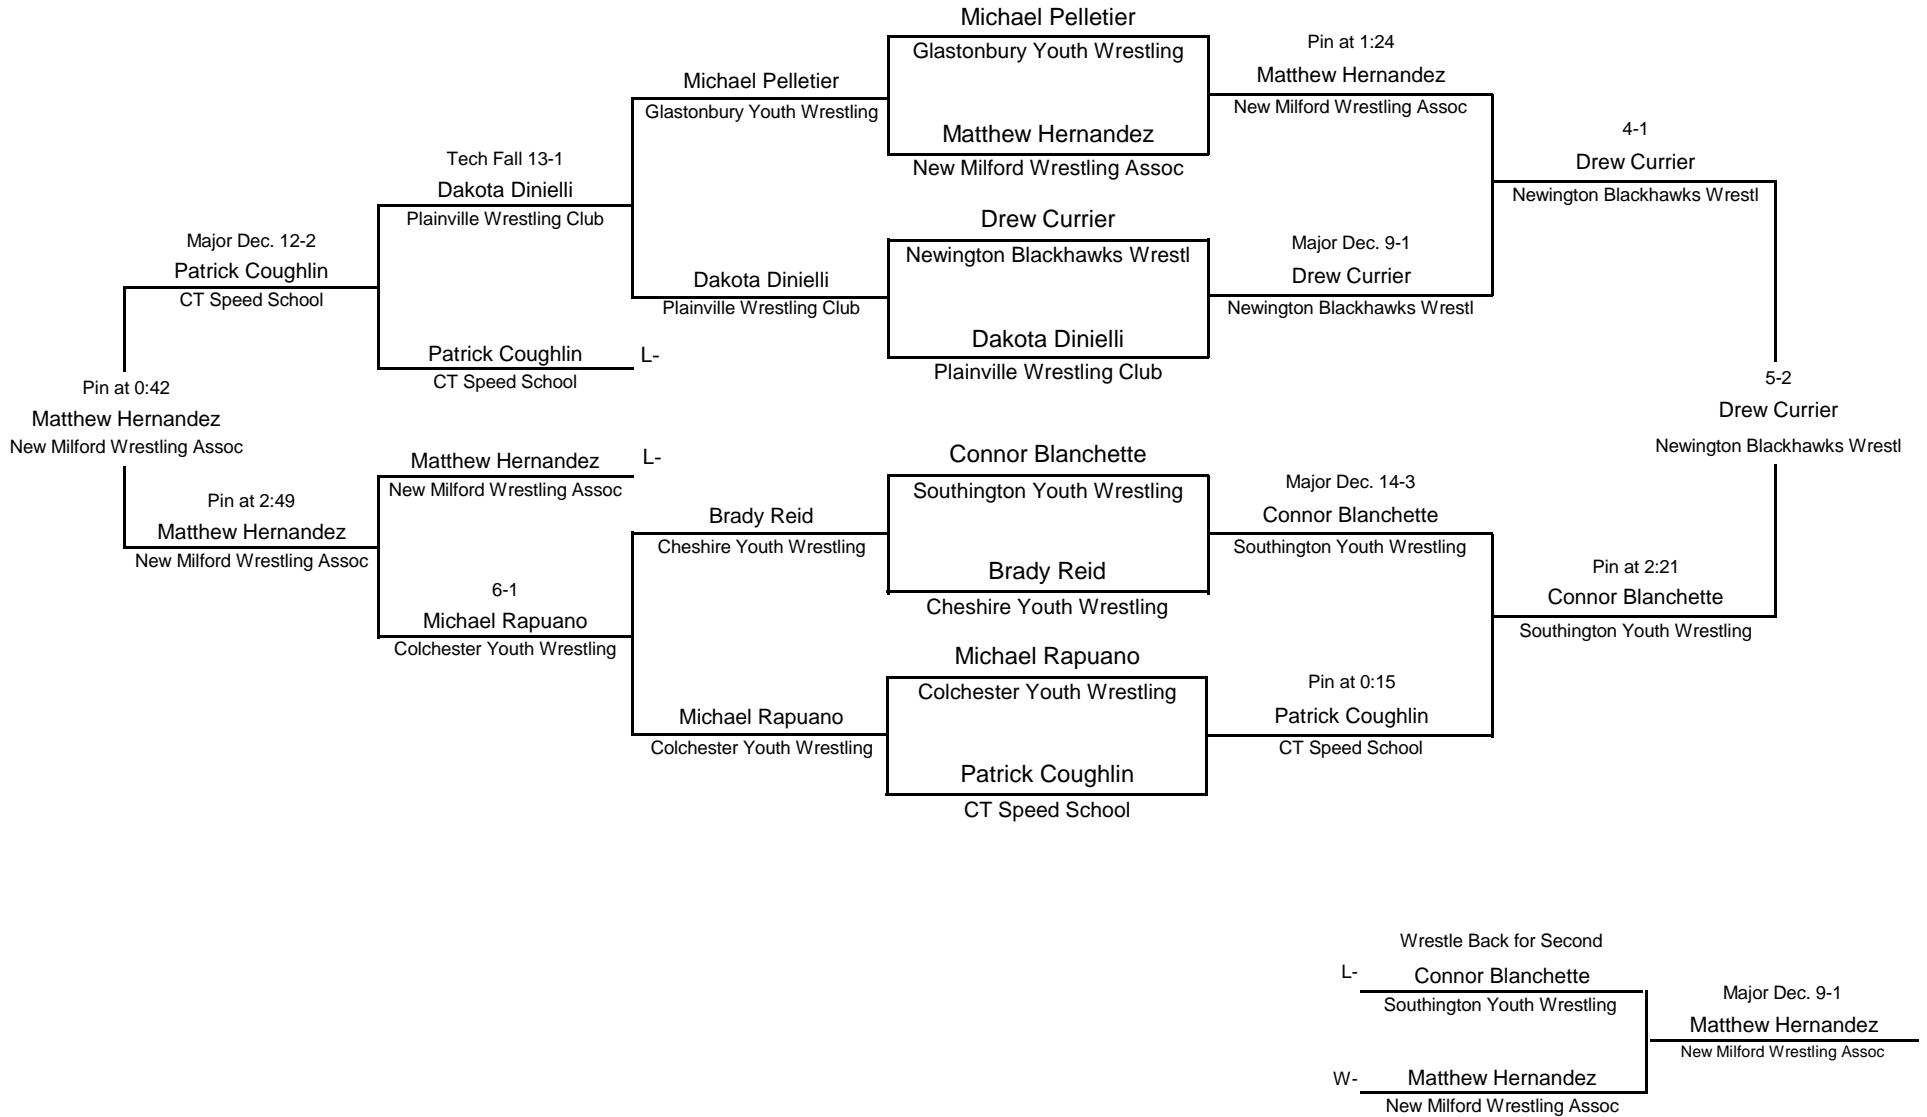 Michael Pelletier
Glastonbury Youth Wrestling
Pin at 1:24
Matthew Hernandez
New Milford Wrestling Assoc
Michael Pelletier
Glastonbury Youth Wrestling
Matthew Hernandez
New Milford Wrestling Assoc
4-1
Drew Currier
Newington Blackhawks Wrestl
Tech Fall 13-1
Dakota Dinielli
Plainville Wrestling Club
Drew Currier
Newington Blackhawks Wrestl
Major Dec. 9-1
Drew Currier
Newington Blackhawks Wrestl
Major Dec. 12-2
Patrick Coughlin
CT Speed School
Dakota Dinielli
Plainville Wrestling Club
Dakota Dinielli
Plainville Wrestling Club
Patrick Coughlin L-
CT Speed School
Pin at 0:42
Matthew Hernandez
New Milford Wrestling Assoc
5-2
Drew Currier
Newington Blackhawks Wrestl
Matthew Hernandez L-
New Milford Wrestling Assoc
Connor Blanchette
Southington Youth Wrestling
Major Dec. 14-3
Connor Blanchette
Southington Youth Wrestling
Pin at 2:49
Matthew Hernandez
New Milford Wrestling Assoc
Brady Reid
Cheshire Youth Wrestling
Brady Reid
Cheshire Youth Wrestling
Pin at 2:21
Connor Blanchette
Southington Youth Wrestling
6-1
Michael Rapuano
Colchester Youth Wrestling
Michael Rapuano
Colchester Youth Wrestling
Pin at 0:15
Patrick Coughlin
CT Speed School
Michael Rapuano
Colchester Youth Wrestling
Patrick Coughlin
CT Speed School
Wrestle Back for Second
L- Connor Blanchette
Southington Youth Wrestling
Major Dec. 9-1
Matthew Hernandez
New Milford Wrestling Assoc
W- Matthew Hernandez
New Milford Wrestling Assoc